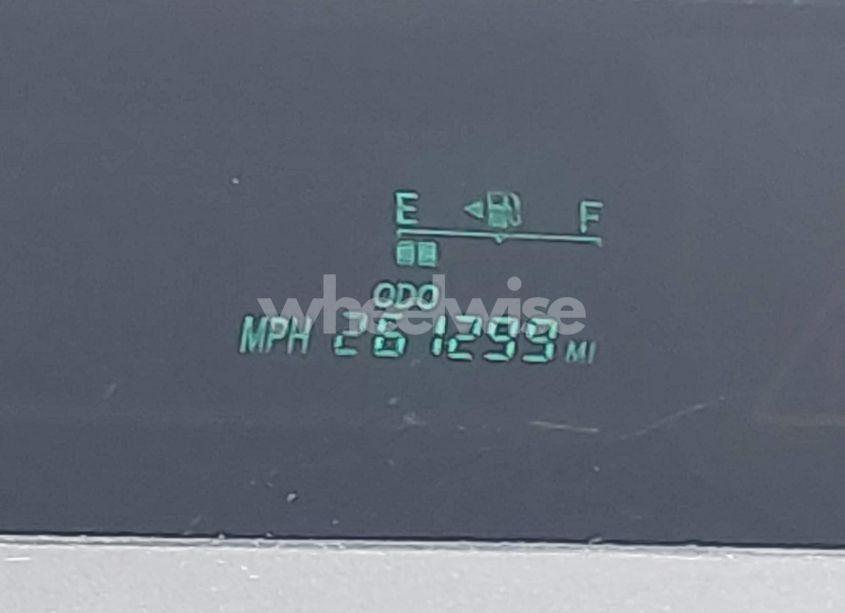 E F
ODO
wheelwise
MPH 261299 MI